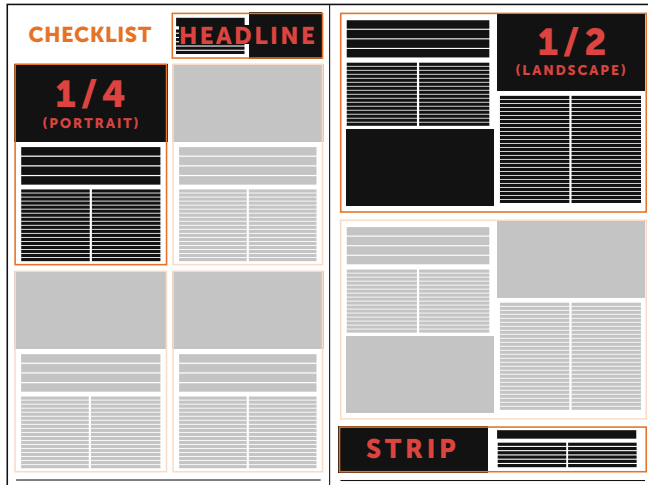 CHECKLIST
HEADLINE
1/4
(PORTRAIT)
1/2
(LANDSCAPE)
STRIP